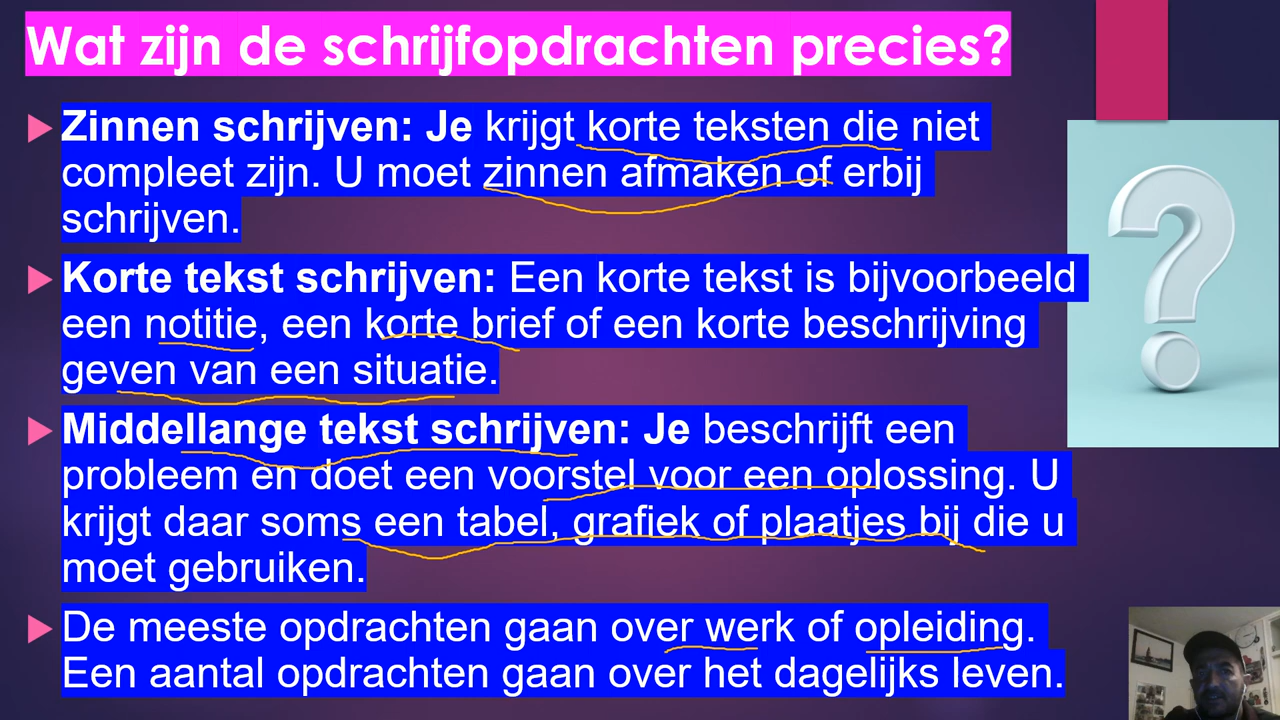 Wat zijn de schrijfopdrachten precies?
Zinnen schrijven: Je krijgt korte teksten die niet
compleet zijn. U moet zinnen afmaken of erbij
schrijven.
Korte tekst schrijven: Een korte tekst is bijvoorbeeld
een notitie, een korte brief of een korte beschrijving
geven van een situatie.
Middellange tekst schrijven: Je beschrijft een
probleem en doet een voorstel voor een oplossing. U
krijgt daar soms een tabel, grafiek of plaatjes bij die u
moet gebruiken.
De meeste opdrachten gaan over werk of opleiding.
Een aantal opdrachten gaan over het dagelijks leven.